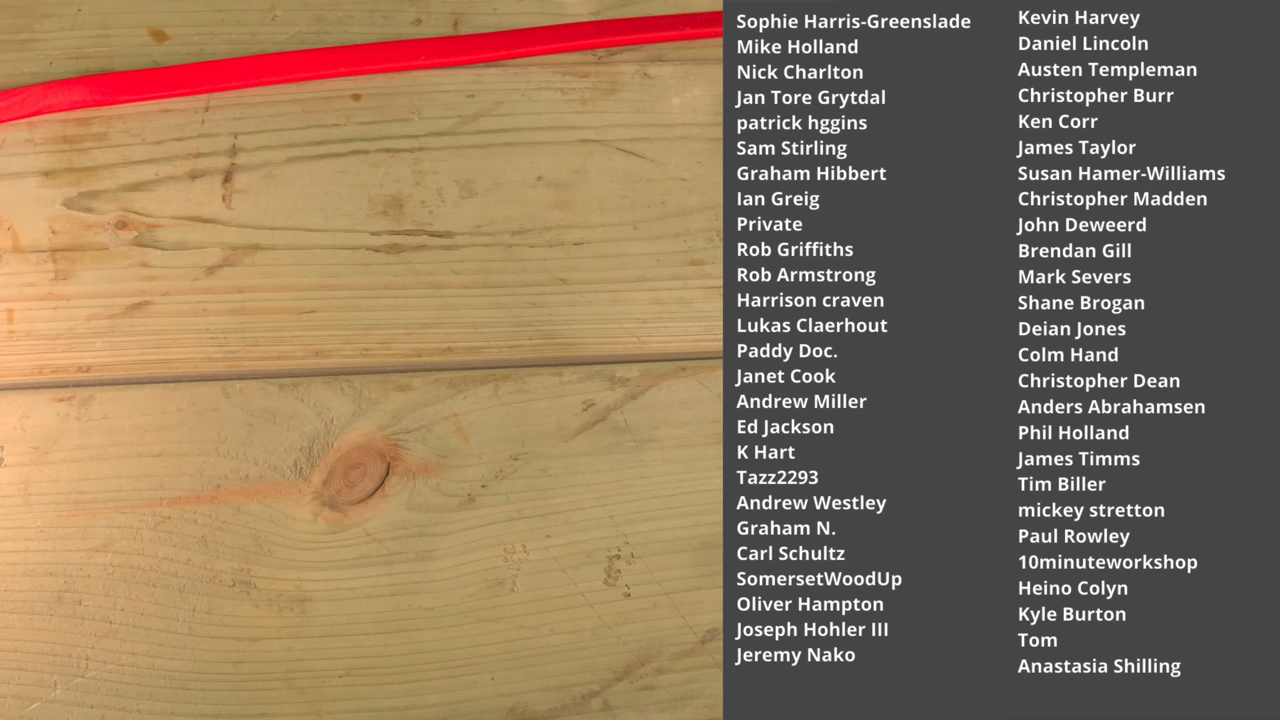 Sophie Harris-Greenslade
Mike Holland
Nick Charlton
Jan Tore Grytdal
patrick hggins
Sam Stirling
Graham Hibbert
Ian Greig
Private
Rob Griffiths
Rob Armstrong
Harrison craven
Lukas Claerhout
Paddy Doc.
Janet Cook
Andrew Miller
Ed Jackson
K Hart
Tazz2293
Andrew Westley
Graham N.
Carl Schultz
SomersetWoodUp
Oliver Hampton
Joseph Hohler III
Jeremy Nako
Kevin Harvey
Daniel Lincoln
Austen Templeman
Christopher Burr
Ken Corr
James Taylor
Susan Hamer-Williams
Christopher Madden
John Deweerd
Brendan Gill
Mark Severs
Shane Brogan
Deian Jones
Colm Hand
Christopher Dean
Anders Abrahamsen
Phil Holland
James Timms
Tim Biller
mickey stretton
Paul Rowley
10minuteworkshop
Heino Colyn
Kyle Burton
Tom
Anastasia Shilling